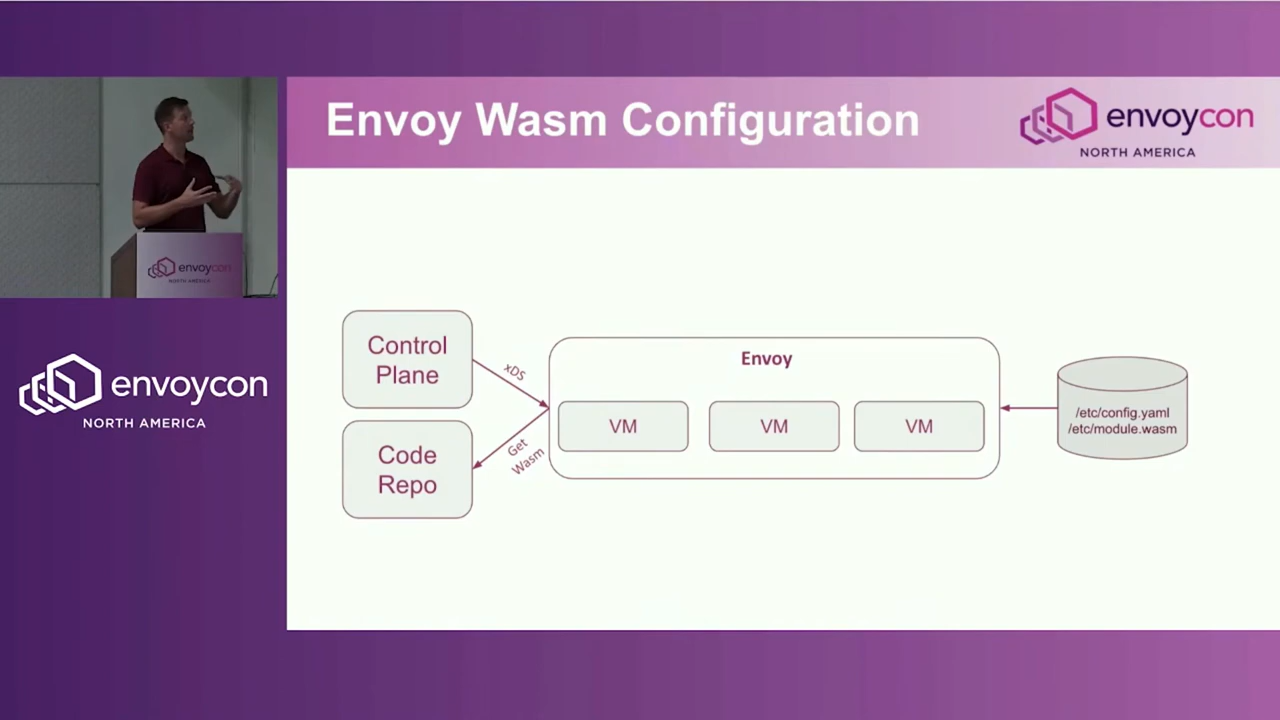 Envoy Wasm Configuration
envoycon
NORTH AMERICA
envoycon
NORTH AMERICA
envoycon
NORTH AMERICA
Control
Plane
Code
Repo
xDS
Get
Wasm
Envoy
VM
VM
VM
/etc/config.yaml
/etc/module.wasm